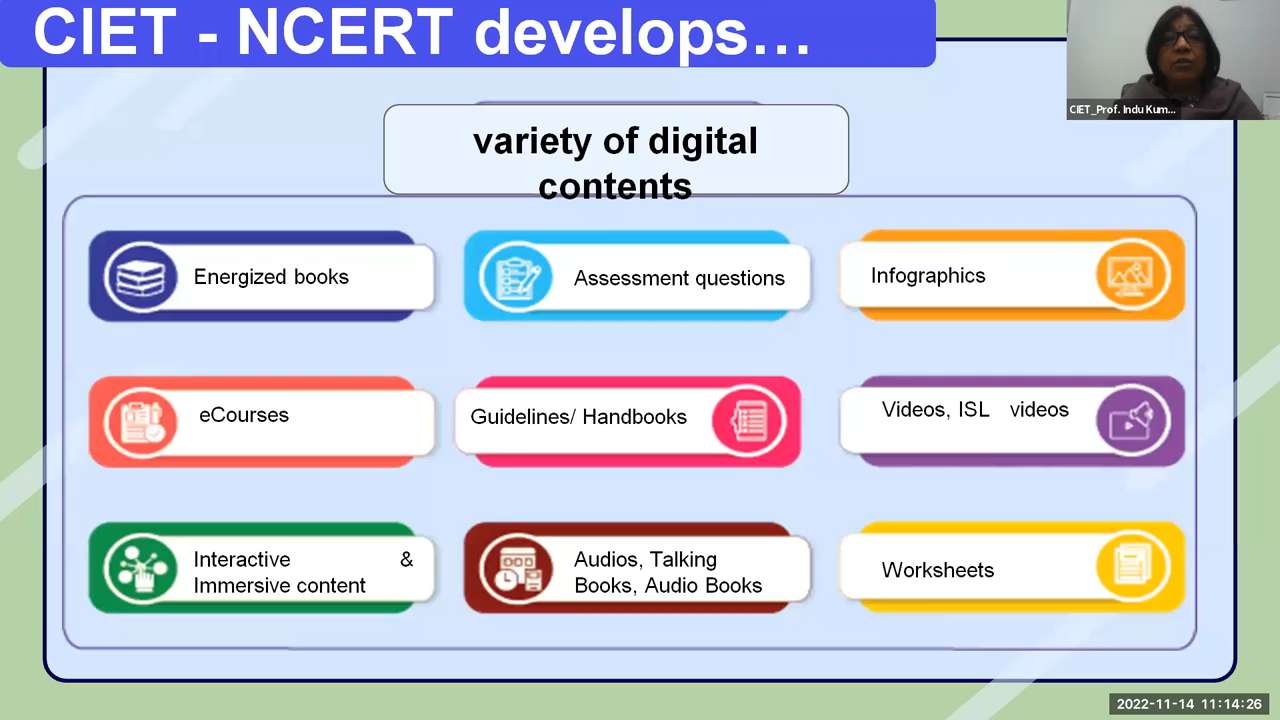 CIET - NCERT develops…
CIET_Prof. Indu Kum...
variety of digital
contents
Energized books
Assessment questions
Infographics
eCourses
Guidelines/ Handbooks
Videos, ISL videos
Interactive &
Immersive content
Audios, Talking
Books, Audio Books
Worksheets
2022-11-14 11:14:26